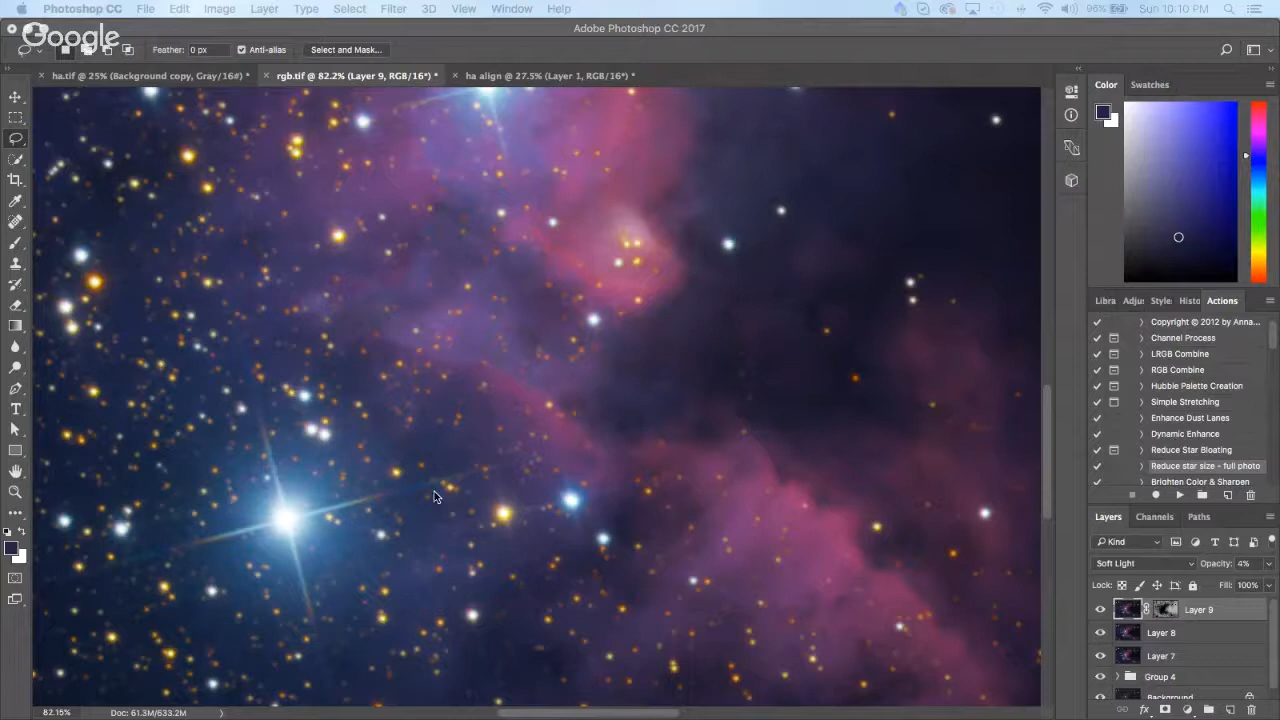 Photoshop CC File Edit Image Layer Type Select Filter 3D View Window Help 96% Sun 10:10 PM
Google
Adobe Photoshop CC 2017
Feather: 0 px Anti-alias Select and Mask...
ha.tif @ 25% (Background copy, Gray/16#) * rgb.tif @ 82.2% (Layer 9, RGB/16*) * ha align @ 27.5% (Layer 1, RGB/16*) *
Color Swatches
Libra Adju: Style Histo Actions
Copyright © 2012 by Anna...
Channel Process
LRGB Combine
RGB Combine
Hubble Palette Creation
Simple Stretching
Enhance Dust Lanes
Dynamic Enhance
Reduce Star Bloating
Reduce star size - full photo
Brighten Color & Sharpen
Layers Channels Paths
Kind
Soft Light Opacity: 4%
Lock: Fill: 100%
Layer 9
Layer 8
Layer 7
Group 4
Background
fx
82.15% Doc: 61.3M/633.2M